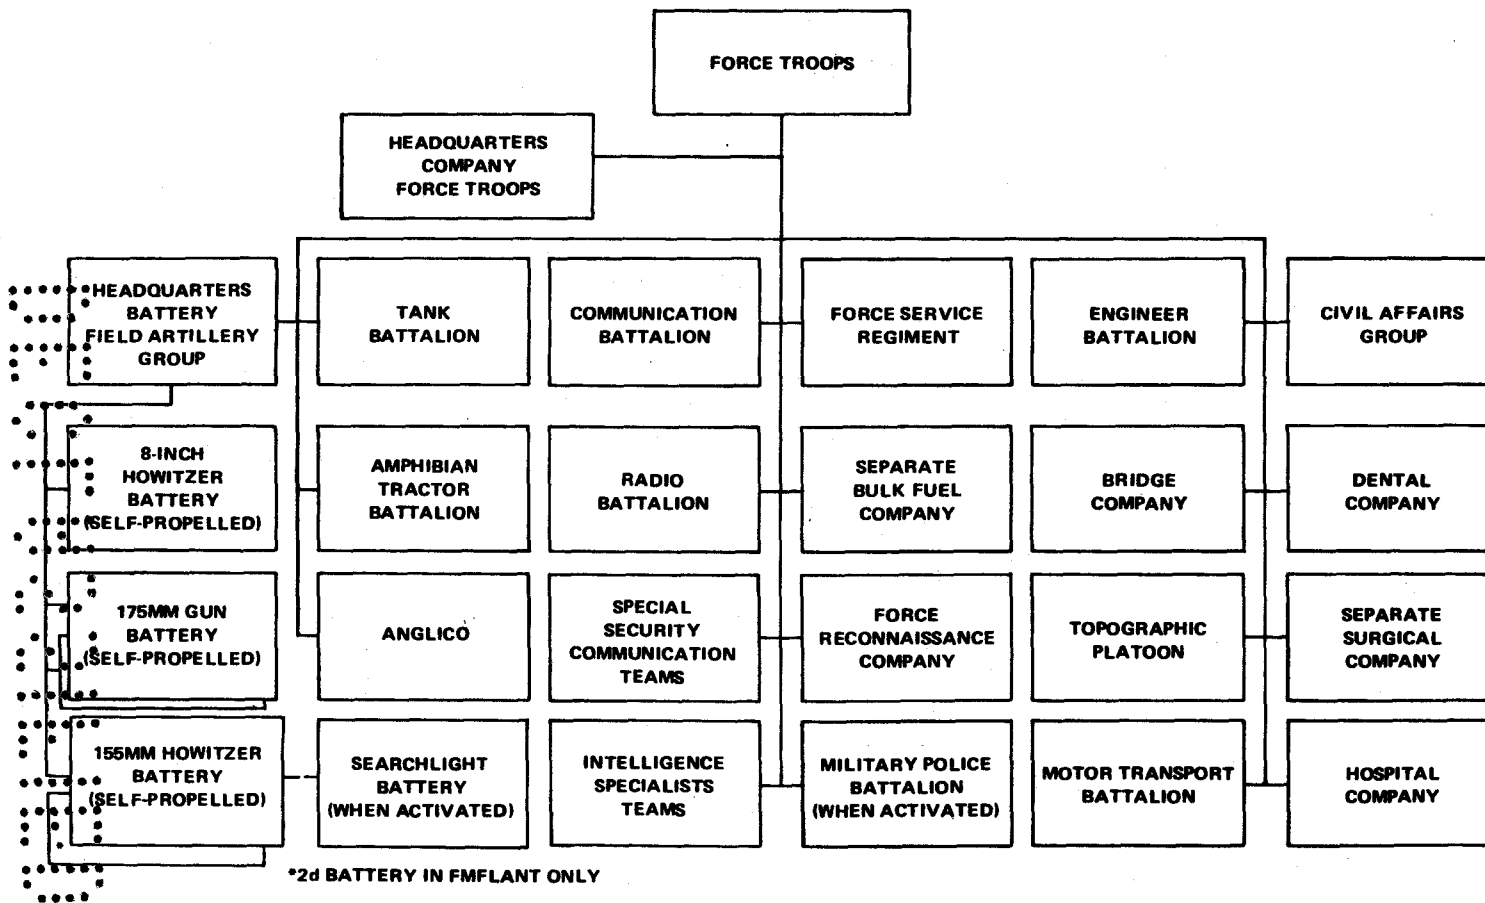 FORCE TROOPS
HEADQUARTERS
COMPANY
FORCE TROOPS
HEADQUARTERS
BATTERY
FIELD ARTILLERY
GROUP
TANK
BATTALION
COMMUNICATION
BATTALION
FORCE SERVICE
REGIMENT
ENGINEER
BATTALION
CIVIL AFFAIRS
GROUP
8-INCH
HOWITZER
BATTERY
(SELF-PROPELLED)
AMPHIBIAN
TRACTOR
BATTALION
RADIO
BATTALION
SEPARATE
BULK FUEL
COMPANY
BRIDGE
COMPANY
DENTAL
COMPANY
175MM GUN
BATTERY
(SELF-PROPELLED)
ANGLICO
SPECIAL
SECURITY
COMMUNICATION
TEAMS
FORCE
RECONNAISSANCE
COMPANY
TOPOGRAPHIC
PLATOON
SEPARATE
SURGICAL
COMPANY
155MM HOWITZER
BATTERY
(SELF-PROPELLED)
SEARCHLIGHT
BATTERY
(WHEN ACTIVATED)
INTELLIGENCE
SPECIALISTS
TEAMS
MILITARY POLICE
BATTALION
(WHEN ACTIVATED)
MOTOR TRANSPORT
BATTALION
HOSPITAL
COMPANY
*2d BATTERY IN FMFLANT ONLY